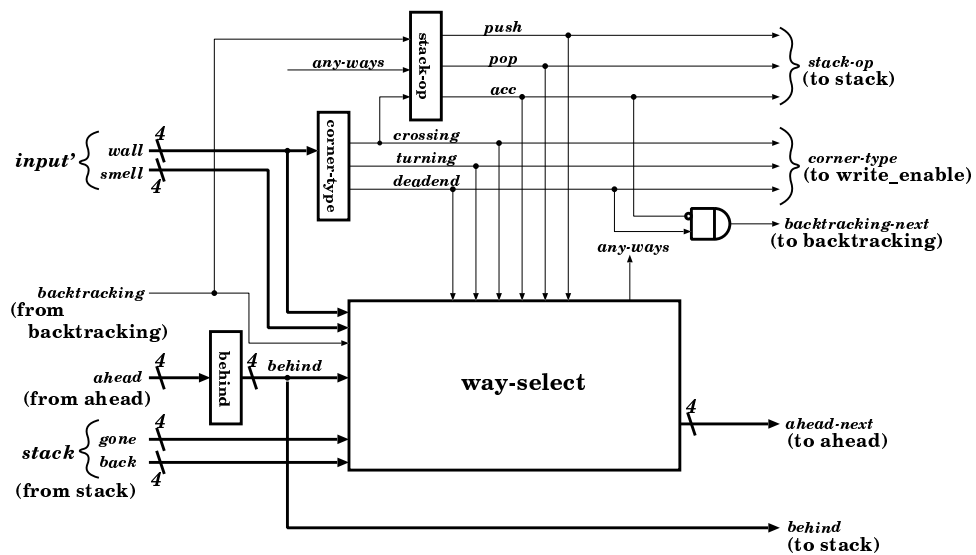 push
stack-op
any-ways
pop
stack-op
(to stack)
acc
4
crossing
input'
wall
corner-type
turning
corner-type
smell
(to write_enable)
4
deadend
backtracking-next
(to backtracking)
any-ways
backtracking
(from
backtracking)
4
behind
4
behind
ahead
(from ahead)
way-select
4
4
ahead-next
(to ahead)
gone
stack
back
4
(from stack)
behind
(to stack)